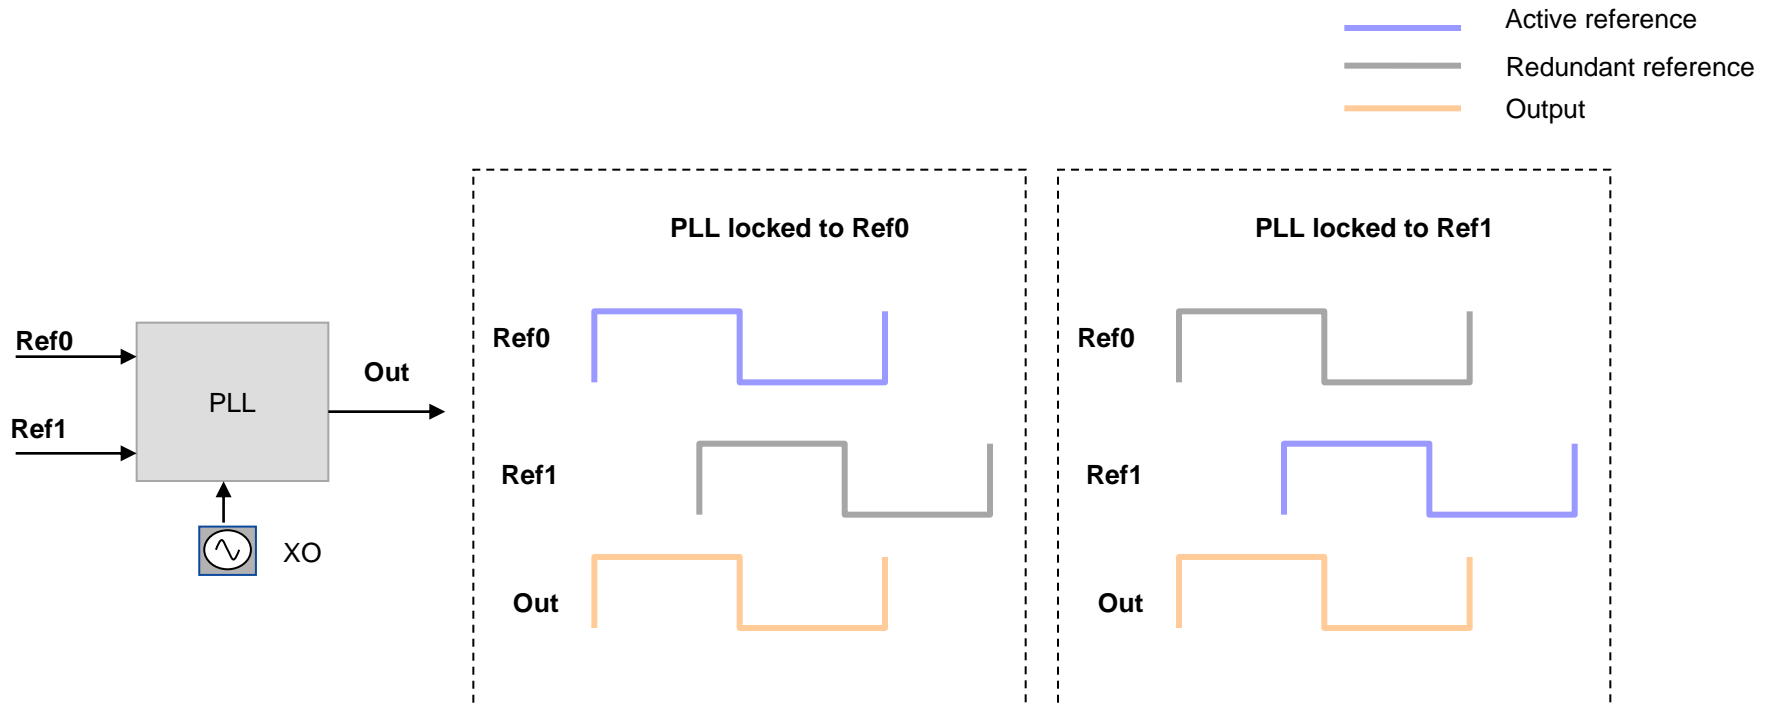 Active reference
Redundant reference
Output
Ref0
Ref1
PLL
Out
XO
PLL locked to Ref0
Ref0
Ref1
Out
PLL locked to Ref1
Ref0
Ref1
Out